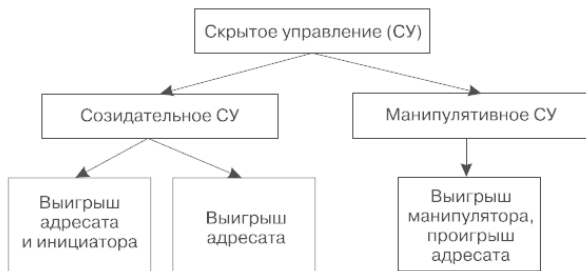 Скрытое управление (СУ)
Созидательное СУ
Манипулятивное СУ
Выигрыш
адресата
и инициатора
Выигрыш
адресата
Выигрыш
манипулятора,
проигрыш
адресата